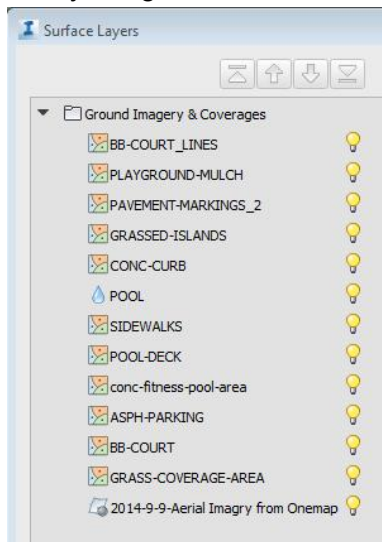 Surface Layers
Ground Imagery & Coverages
BB-COURT_LINES
PLAYGROUND-MULCH
PAVEMENT-MARKINGS_2
GRASSED-ISLANDS
CONC-CURB
POOL
SIDEWALKS
POOL-DECK
conc-fitness-pool-area
ASPH-PARKING
BB-COURT
GRASS-COVERAGE-AREA
2014-9-9-Aerial Imagry from Onemap